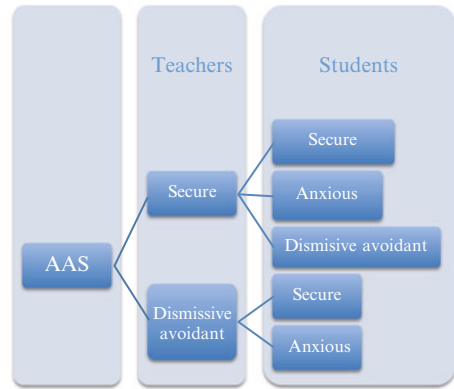 Teachers
Students
AAS
Secure
Secure
Anxious
Dismisive avoidant
Dismissive
avoidant
Secure
Anxious